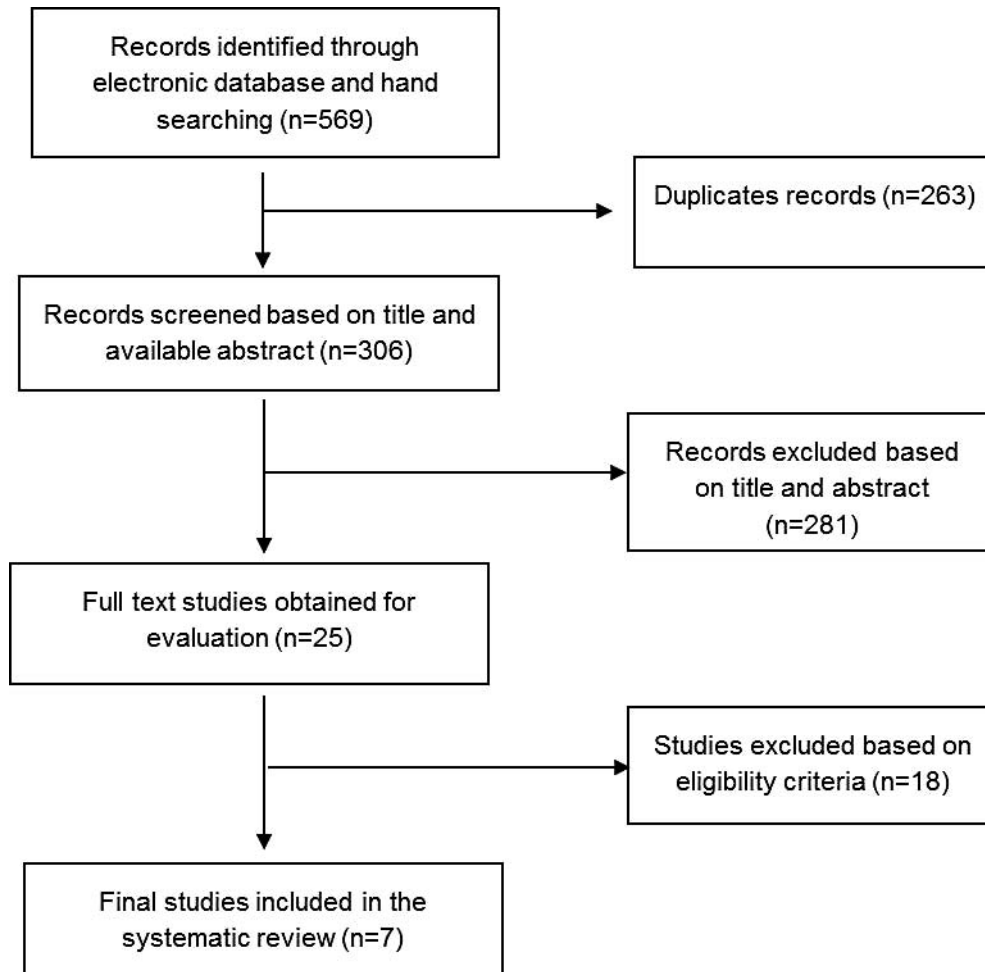 Records identified through
electronic database and hand
searching (n=569)
Duplicates records (n=263)
Records screened based on title and
available abstract (n=306)
Records excluded based
on title and abstract
(n=281)
Full text studies obtained for
evaluation (n=25)
Studies excluded based on
eligibility criteria (n=18)
Final studies included in the
systematic review (n=7)